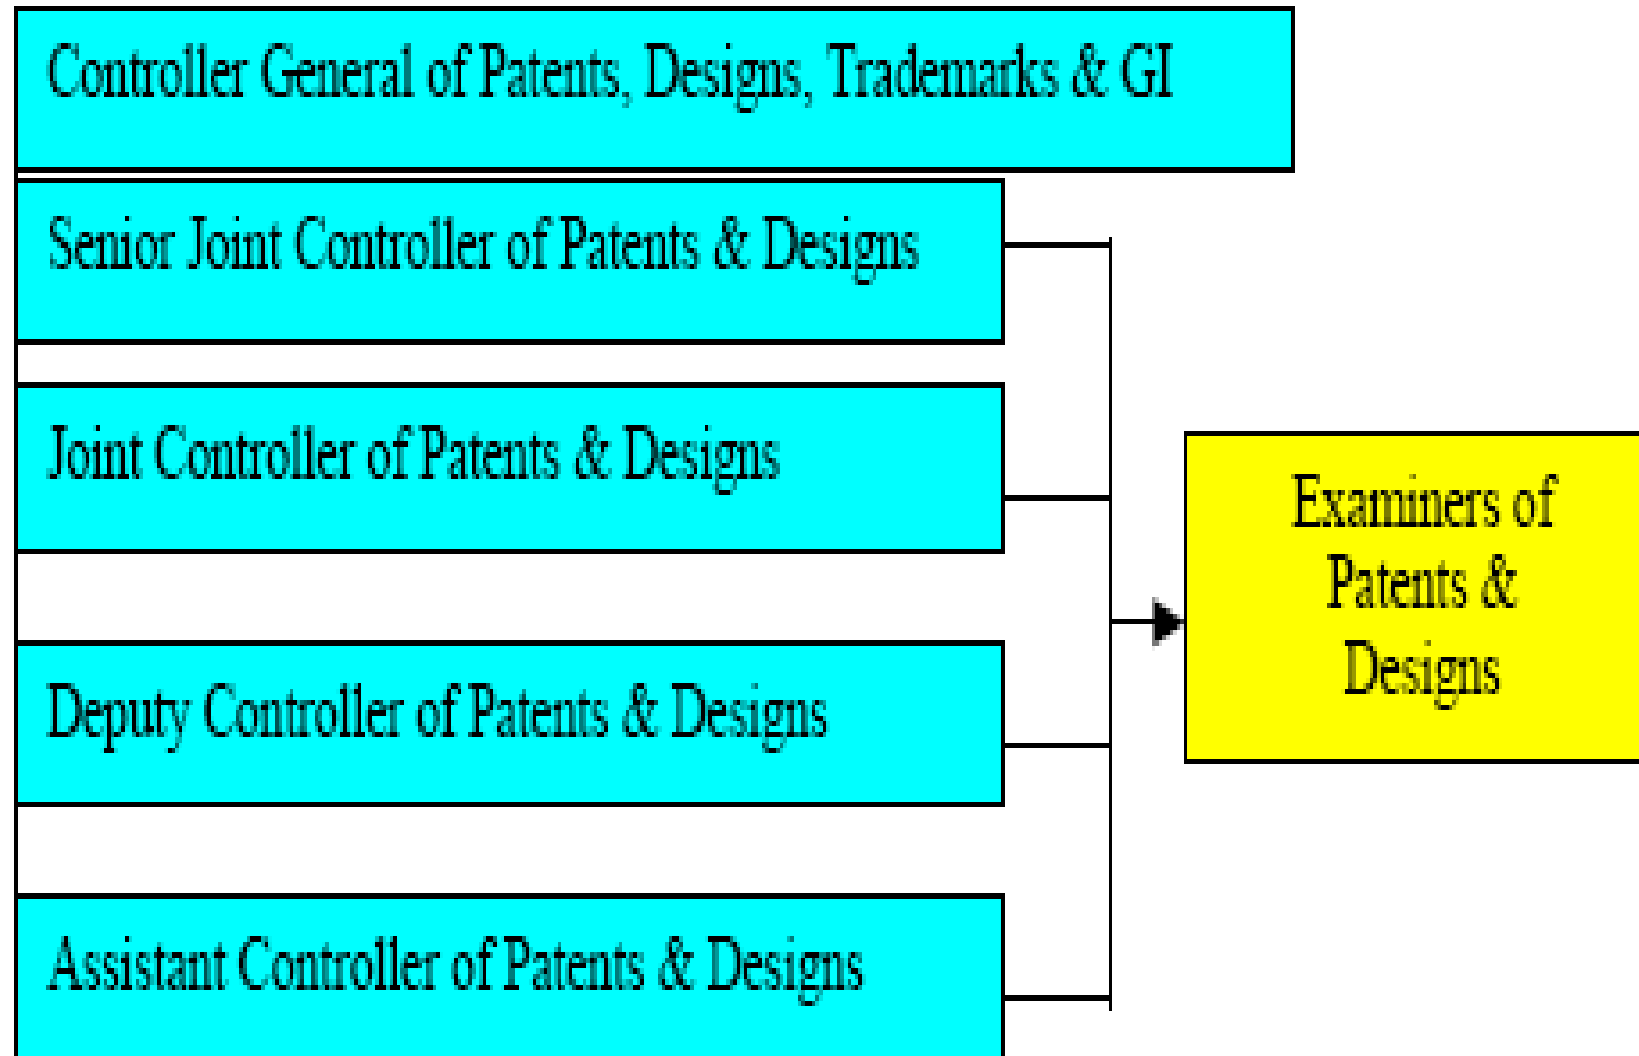 Controller General of Patents, Designs, Trademarks & GI
Senior Joint Controller of Patents & Designs
Joint Controller of Patents & Designs
Deputy Controller of Patents & Designs
Assistant Controller of Patents & Designs
Examiners of
Patents &
Designs